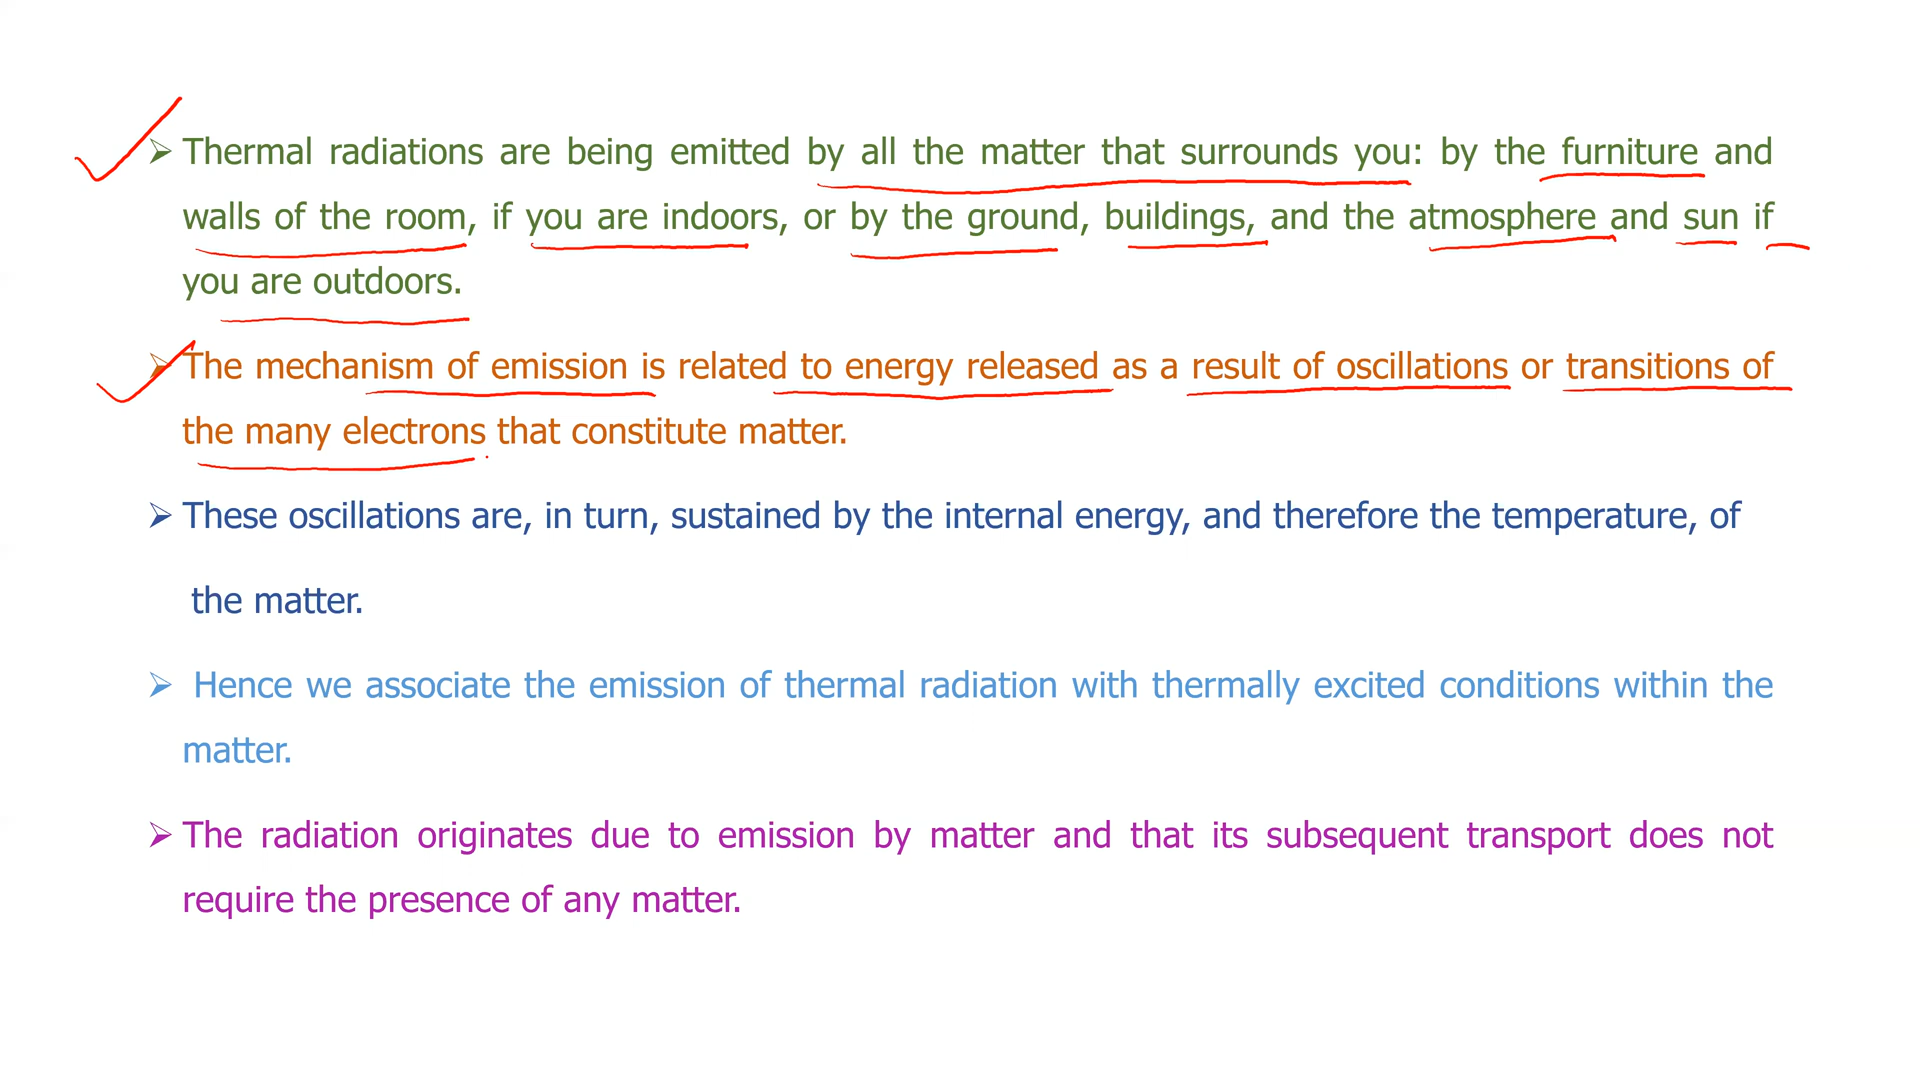 ➢ Thermal radiations are being emitted by all the matter that surrounds you: by the furniture and
walls of the room, if you are indoors, or by the ground, buildings, and the atmosphere and sun if
you are outdoors.
➢ The mechanism of emission is related to energy released as a result of oscillations or transitions of
the many electrons that constitute matter.
➢ These oscillations are, in turn, sustained by the internal energy, and therefore the temperature, of
the matter.
➢ Hence we associate the emission of thermal radiation with thermally excited conditions within the
matter.
➢ The radiation originates due to emission by matter and that its subsequent transport does not
require the presence of any matter.